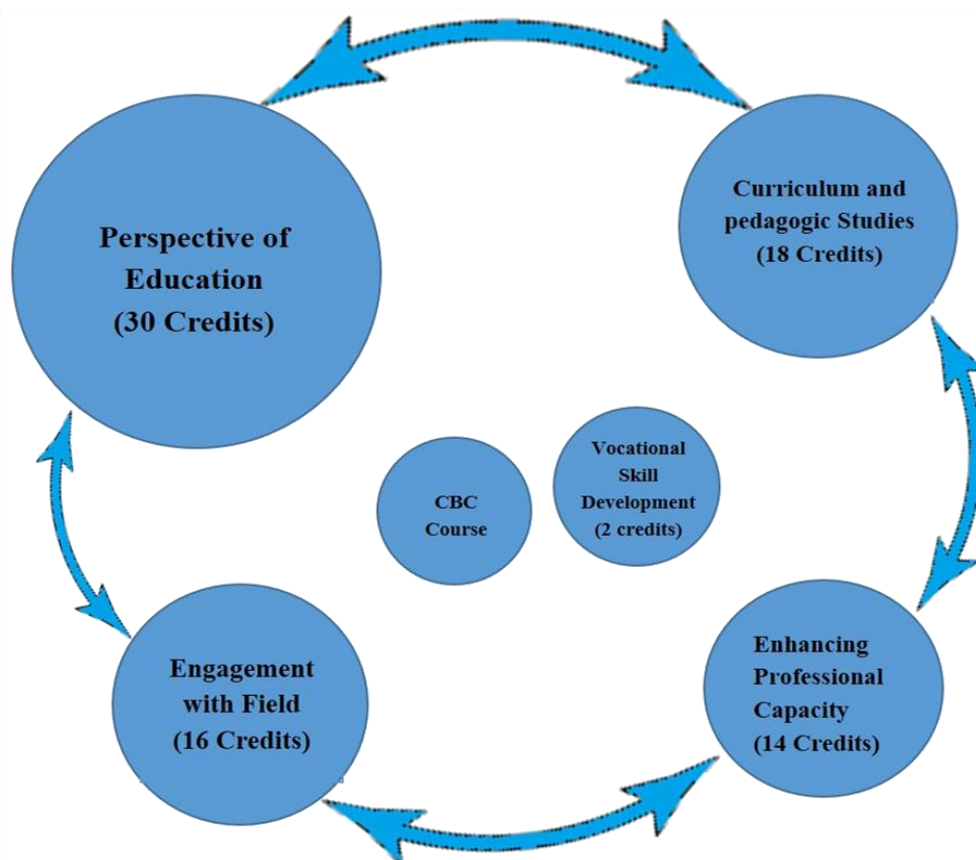 Perspective of
Education
(30 Credits)
Curriculum and
pedagogic Studies
(18 Credits)
CBC
Course
Vocational
Skill
Development
(2 credits)
Engagement
with Field
(16 Credits)
Enhancing
Professional
Capacity
(14 Credits)